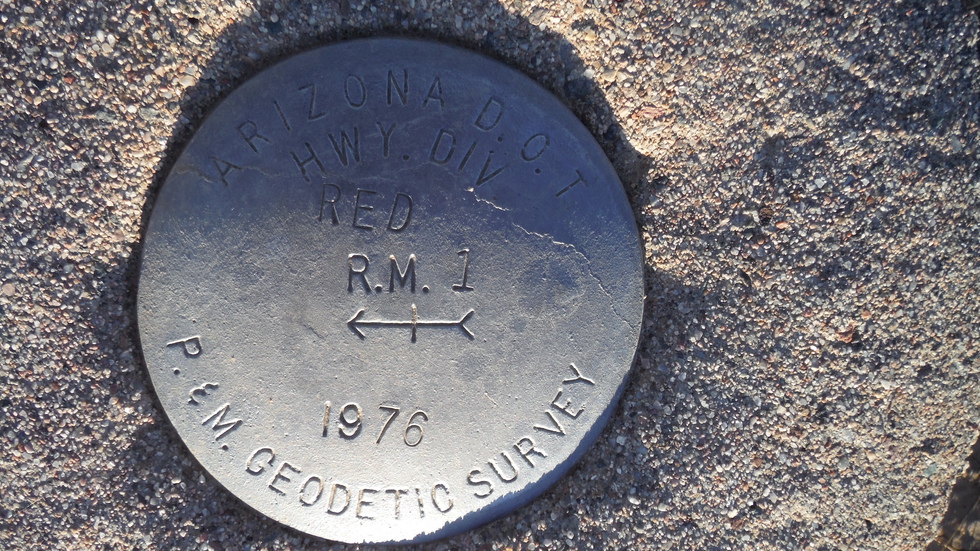 ARIZONA D.O.T
HWY. DIV
RED
R.M. 1
1976
P. & M. GEODETIC SURVEY